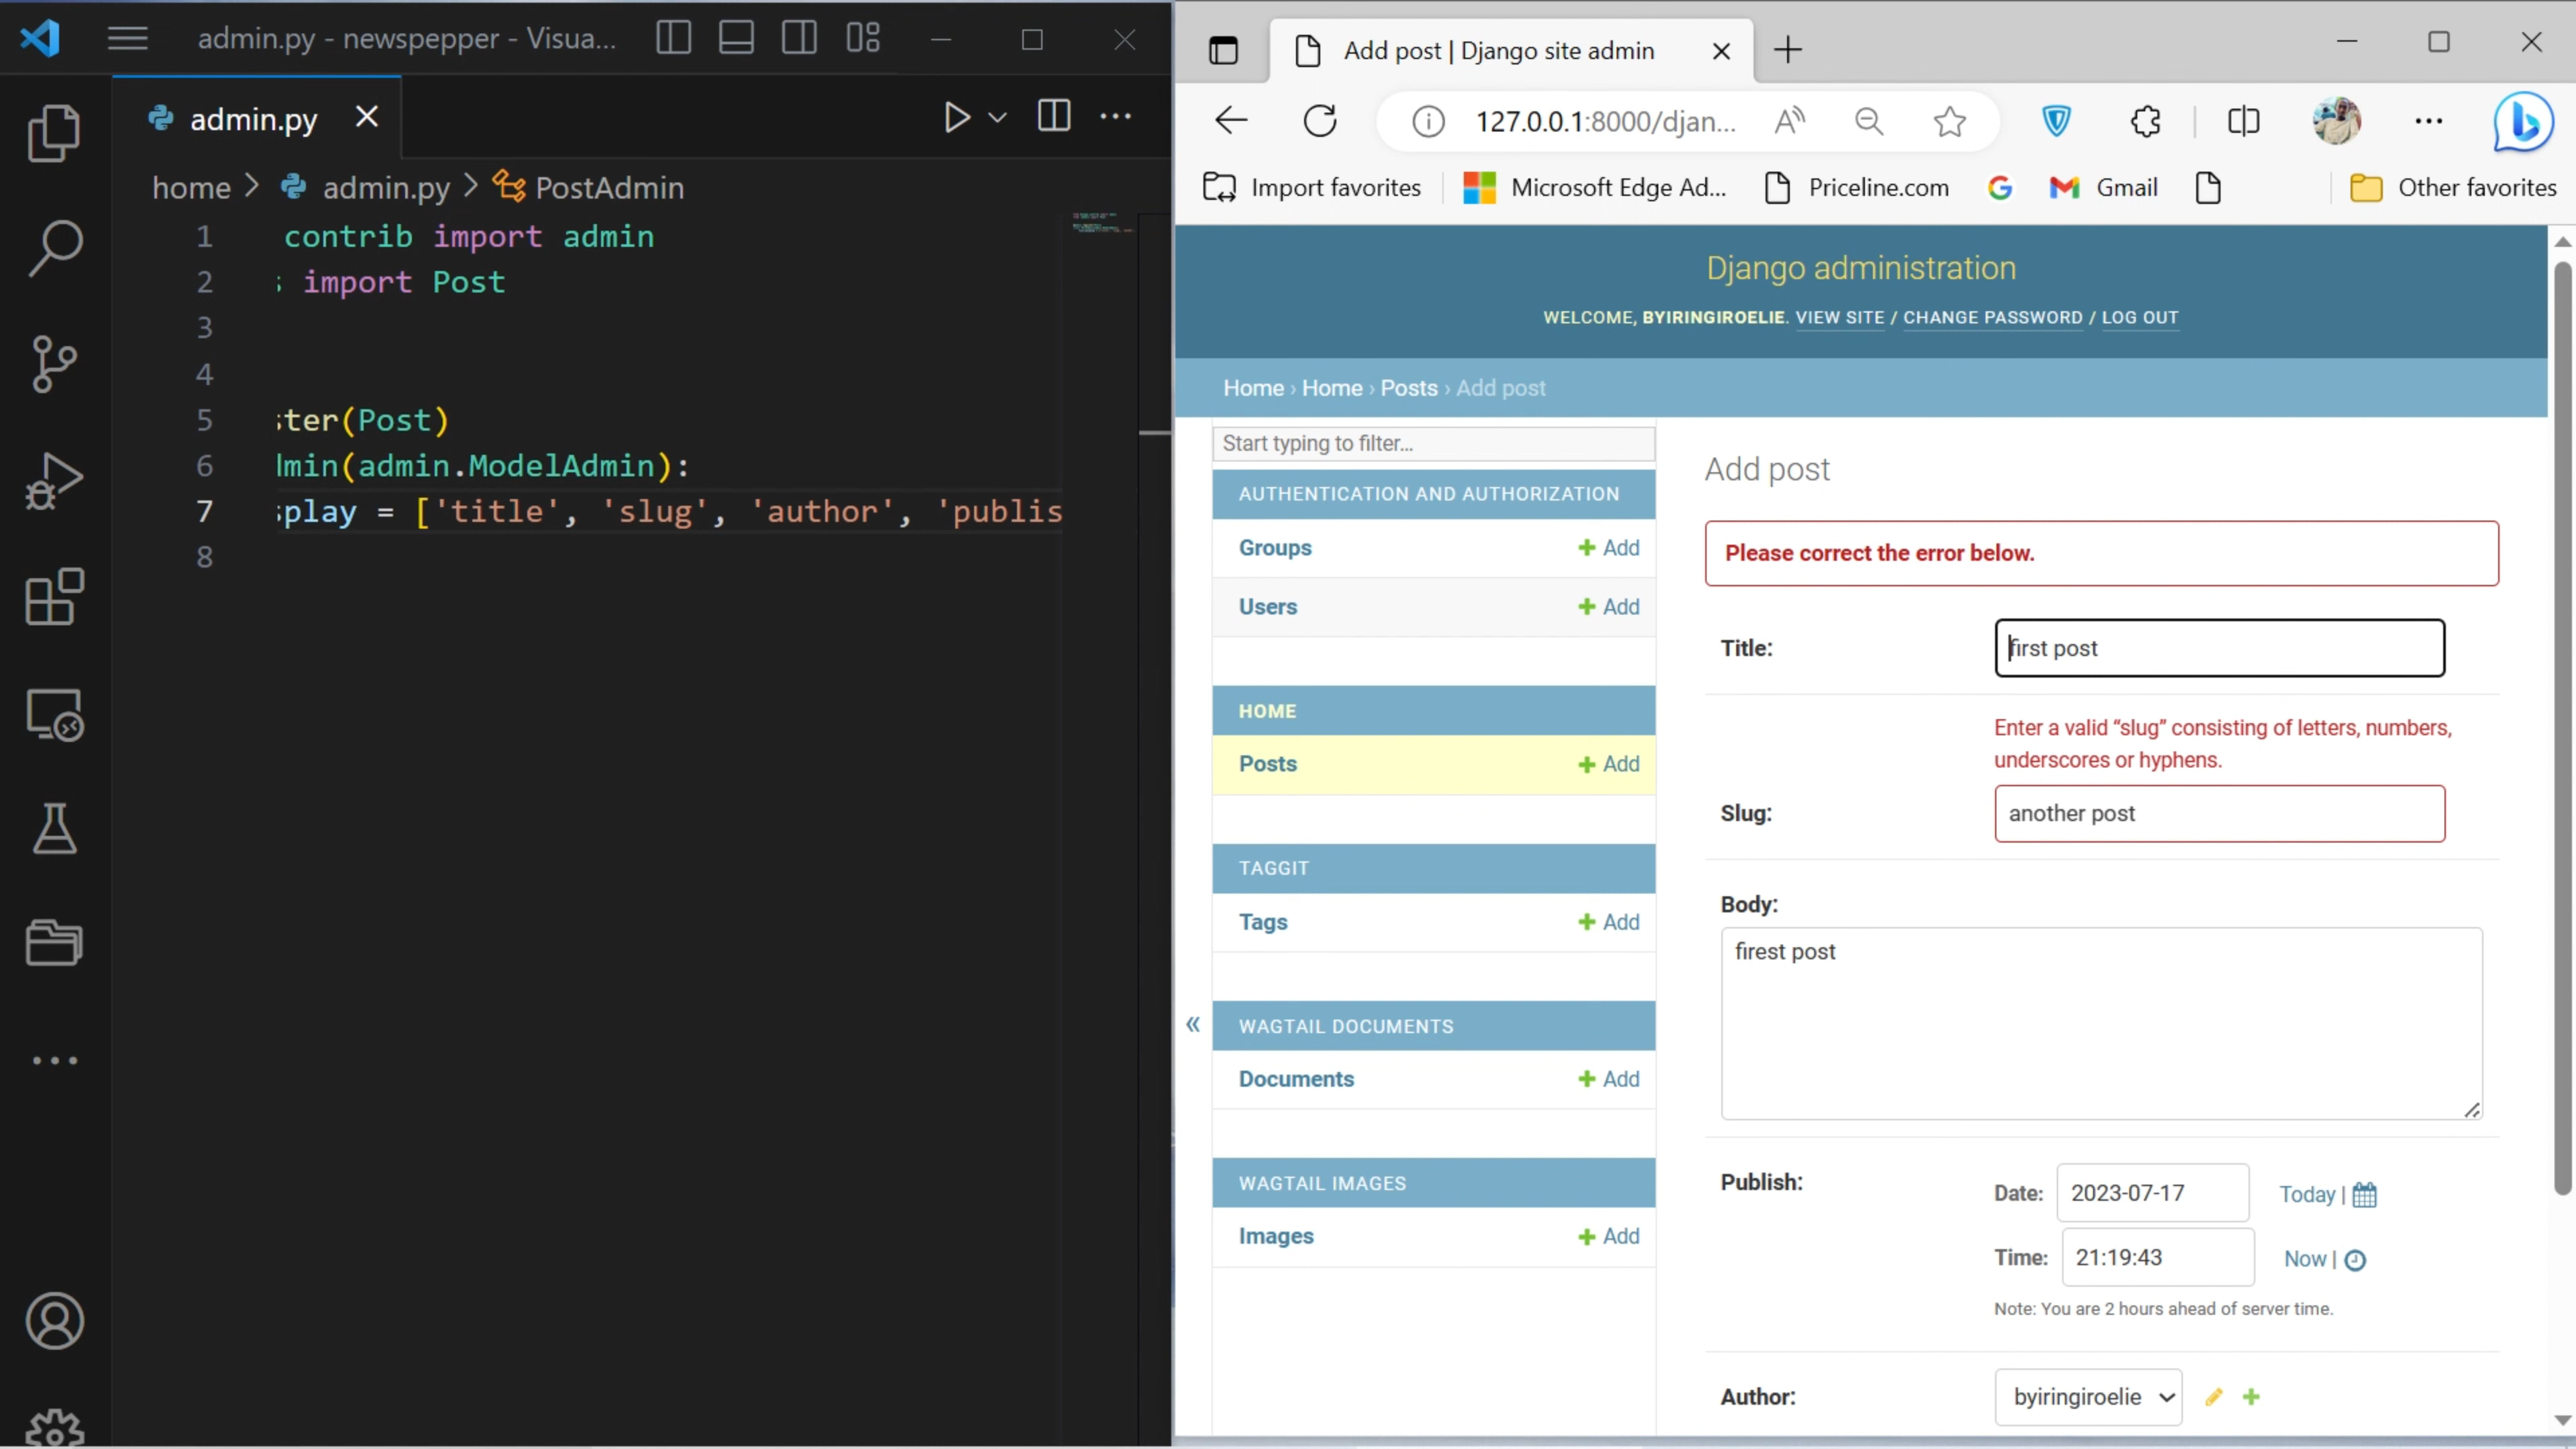 admin.py - newspepper - Visua...
admin.py
home > admin.py > PostAdmin
1 contrib import admin
2 ; import Post
3
4
5 ster(Post)
6 dmin(admin.ModelAdmin):
7 splay = ['title', 'slug', 'author', 'publis
8
Add post | Django site admin
127.0.0.1:8000/djan...
Import favorites
Microsoft Edge Ad...
Priceline.com
Gmail
Other favorites
Django administration
WELCOME, BYIRINGIROELIE. VIEW SITE / CHANGE PASSWORD / LOG OUT
Home › Home › Posts › Add post
Start typing to filter...
AUTHENTICATION AND AUTHORIZATION
Groups + Add
Users + Add
HOME
Posts + Add
TAGGIT
Tags + Add
WAGTAIL DOCUMENTS
Documents + Add
WAGTAIL IMAGES
Images + Add
«
Add post
Please correct the error below.
Title: first post
Enter a valid “slug” consisting of letters, numbers,
underscores or hyphens.
Slug: another post
Body:
firest post
Publish:
Date: 2023-07-17 Today |
Time: 21:19:43 Now |
Note: You are 2 hours ahead of server time.
Author: byiringiroelie